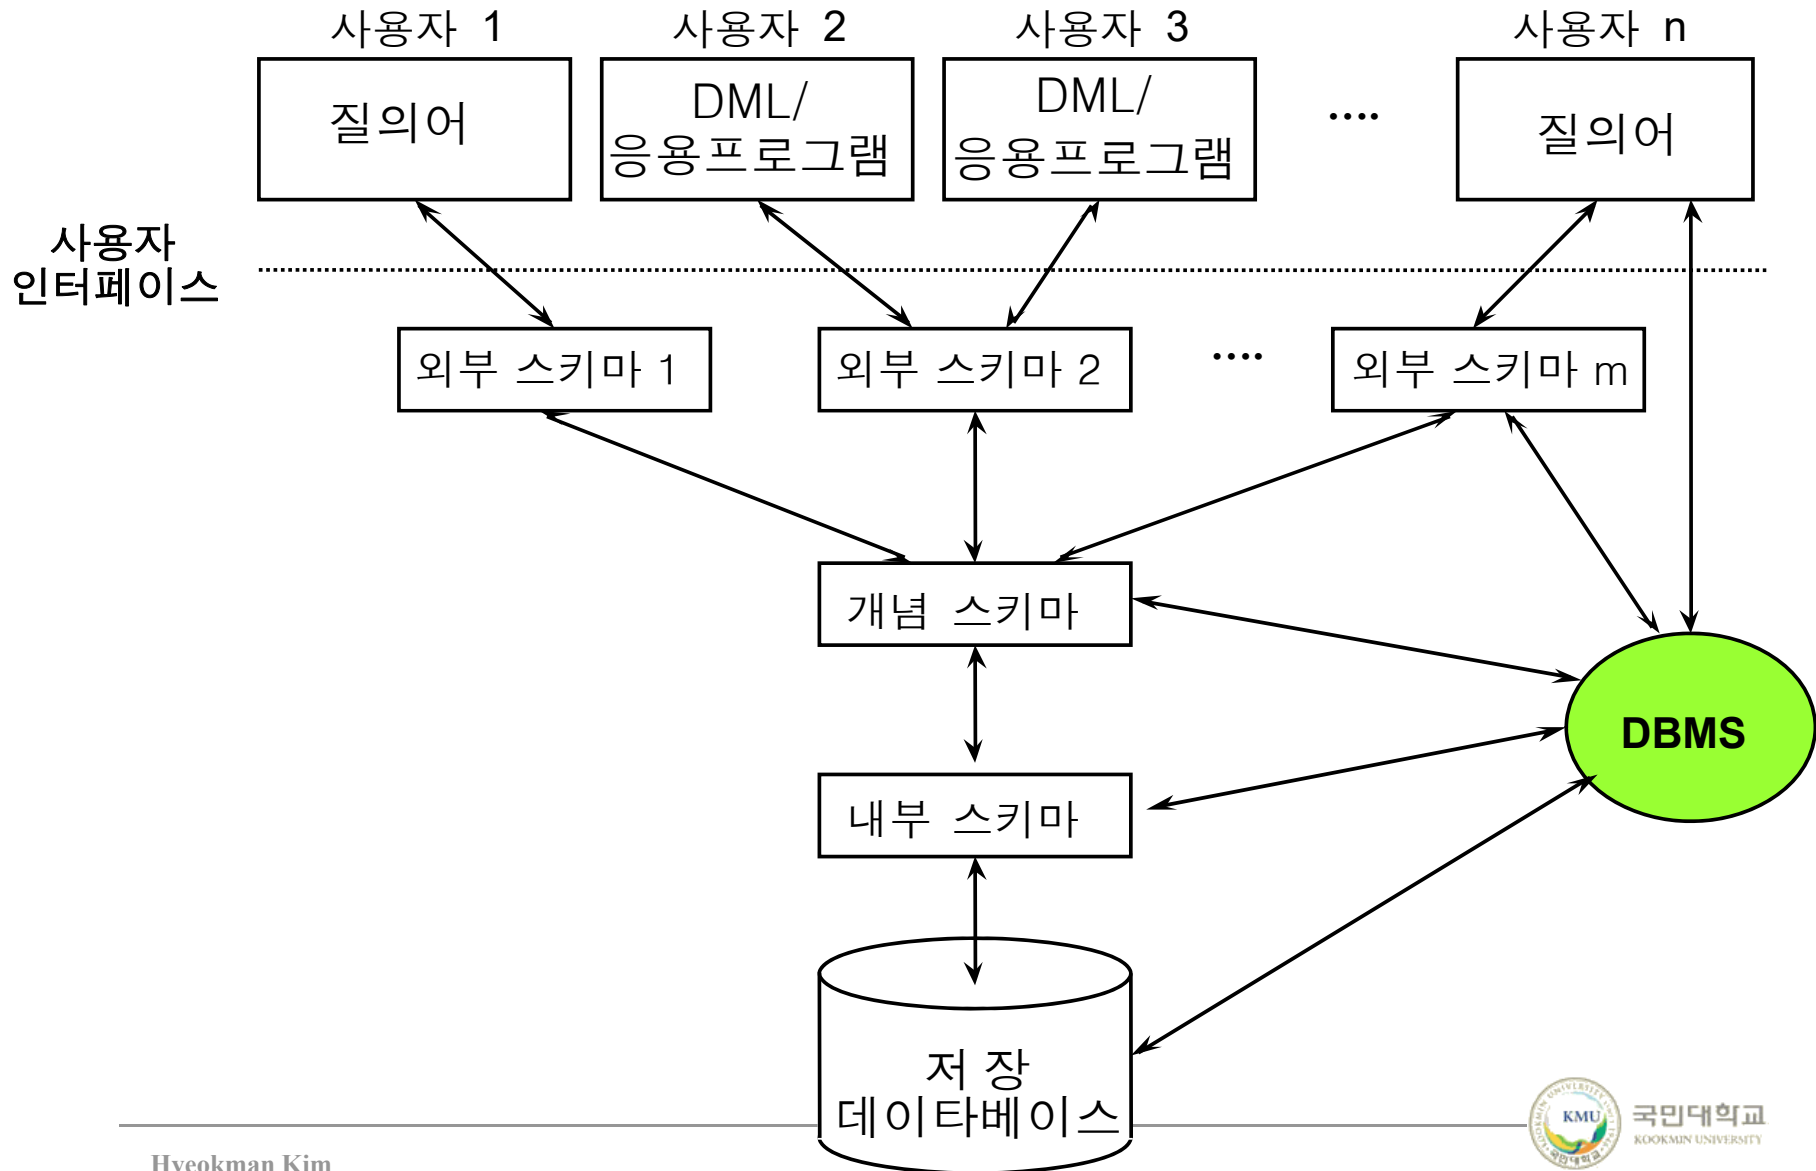 사용자 1
사용자 2
사용자 3
사용자 n
질의어
DML/
응용프로그램
DML/
응용프로그램
....
질의어
사용자
인터페이스
외부 스키마 1
외부 스키마 2
....
외부 스키마 m
개념 스키마
DBMS
내부 스키마
저 장
데이타베이스
KMU
국민대학교
KOOKMIN UNIVERSITY
Hyeokman Kim